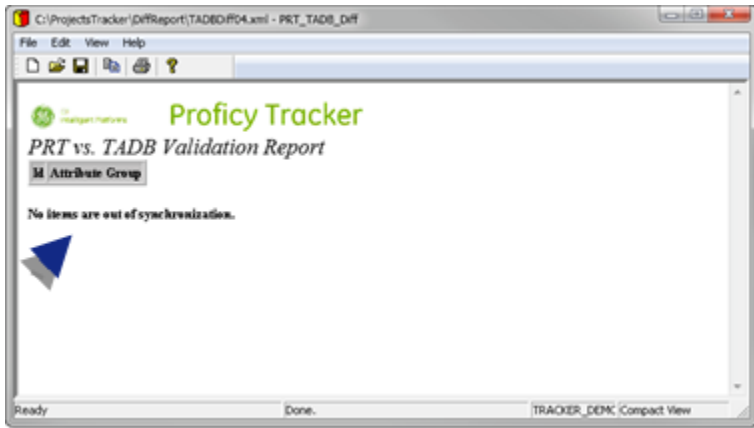 C:\ProjectsTracker\DiffReport\TADBDiff04.xml - PRT_TADB_Diff
File Edit View Help
Proficy Tracker
PRT vs. TADB Validation Report
Id Attribute Group
No items are out of synchronization.
Ready Done. TRACKER_DEMC Compact View